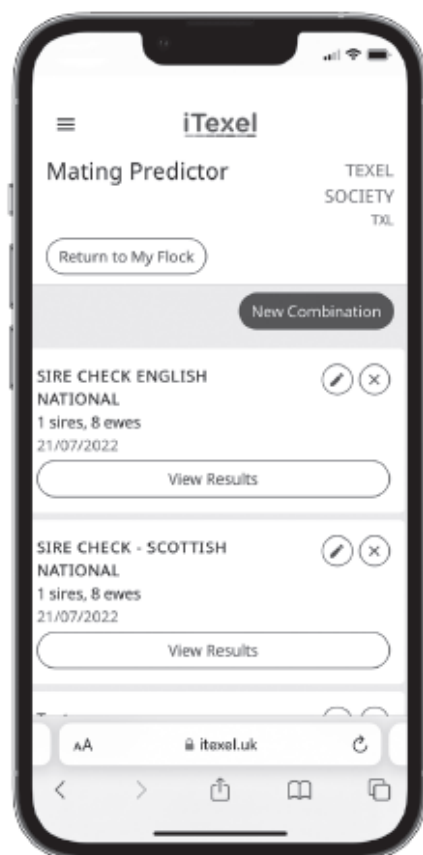 iTexel
Mating Predictor
TEXEL
SOCIETY
TXL
Return to My Flock
New Combination
SIRE CHECK ENGLISH
NATIONAL
1 sires, 8 ewes
21/07/2022
View Results
SIRE CHECK - SCOTTISH
NATIONAL
1 sires, 8 ewes
21/07/2022
View Results
AA
itexel.uk